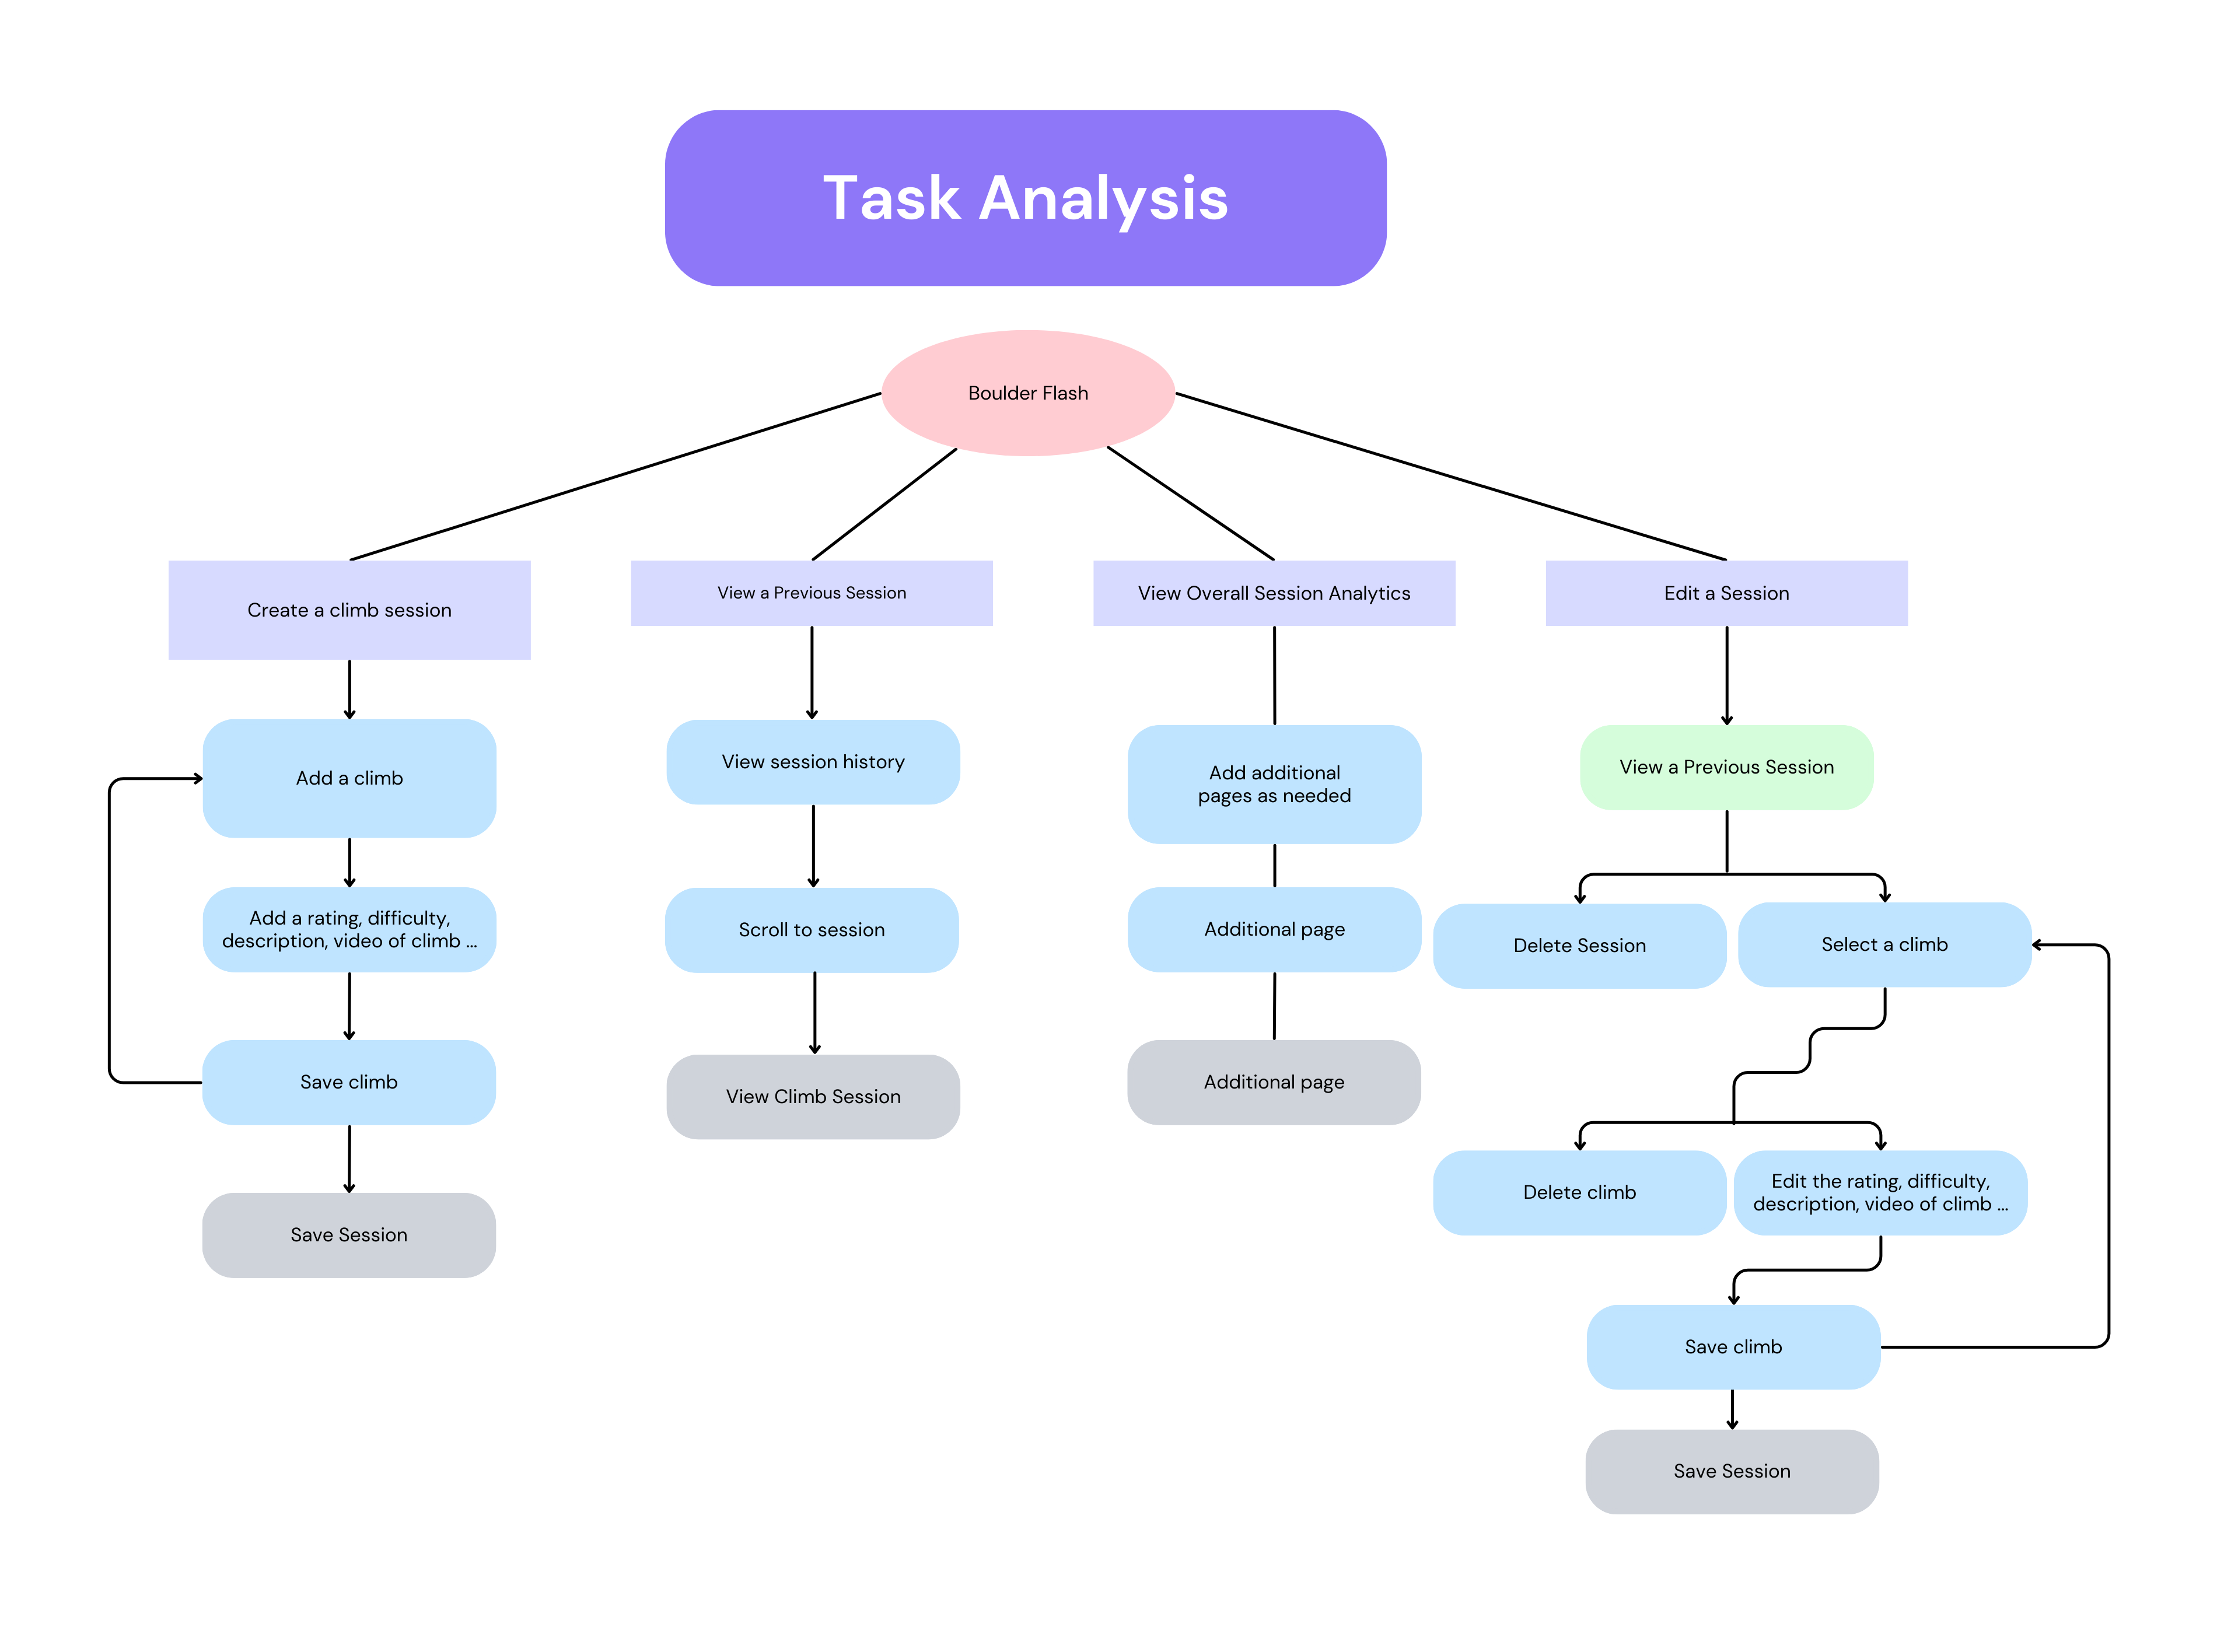 Task Analysis
Boulder Flash
Create a climb session
View a Previous Session
View Overall Session Analytics
Edit a Session
Add a climb
Add a rating, difficulty,
description, video of climb ...
Save climb
Save Session
View session history
Scroll to session
View Climb Session
Add additional
pages as needed
Additional page
Additional page
View a Previous Session
Delete Session
Select a climb
Delete climb
Edit the rating, difficulty,
description, video of climb ...
Save climb
Save Session